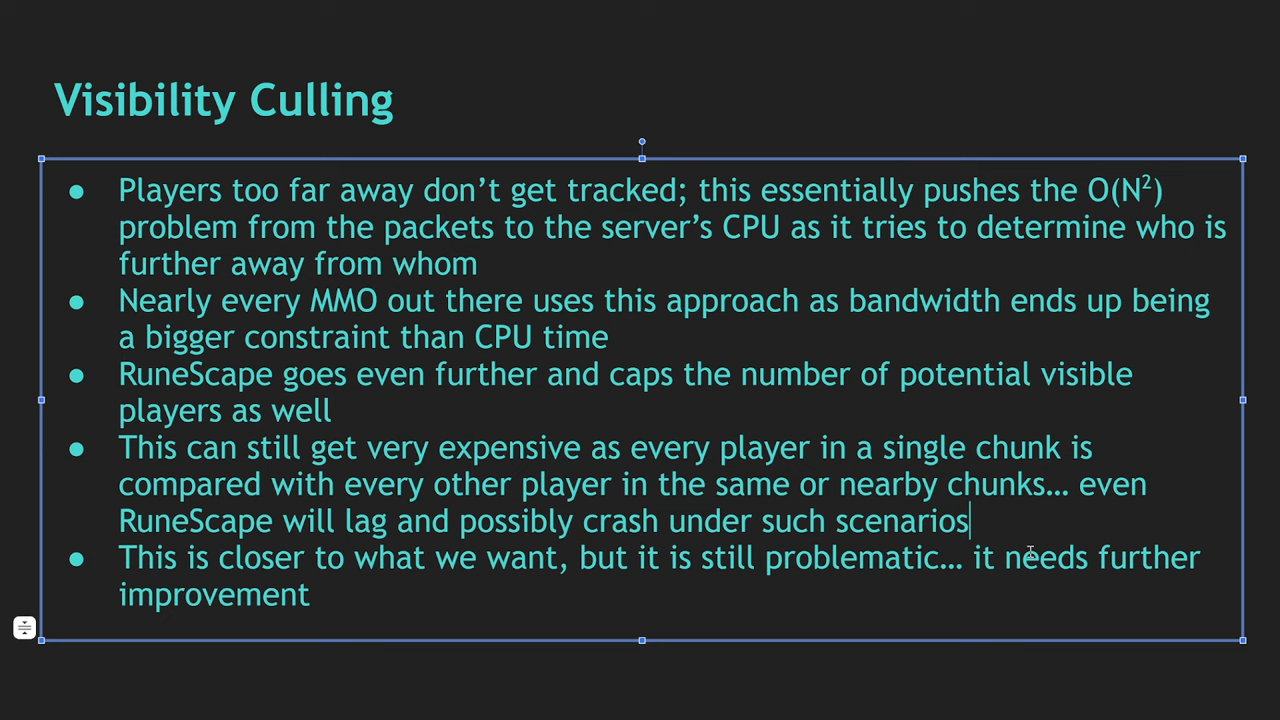 Visibility Culling
● Players too far away don’t get tracked; this essentially pushes the O(N²)
problem from the packets to the server’s CPU as it tries to determine who is
further away from whom
● Nearly every MMO out there uses this approach as bandwidth ends up being
a bigger constraint than CPU time
● RuneScape goes even further and caps the number of potential visible
players as well
● This can still get very expensive as every player in a single chunk is
compared with every other player in the same or nearby chunks… even
RuneScape will lag and possibly crash under such scenarios
● This is closer to what we want, but it is still problematic… it needs further
improvement